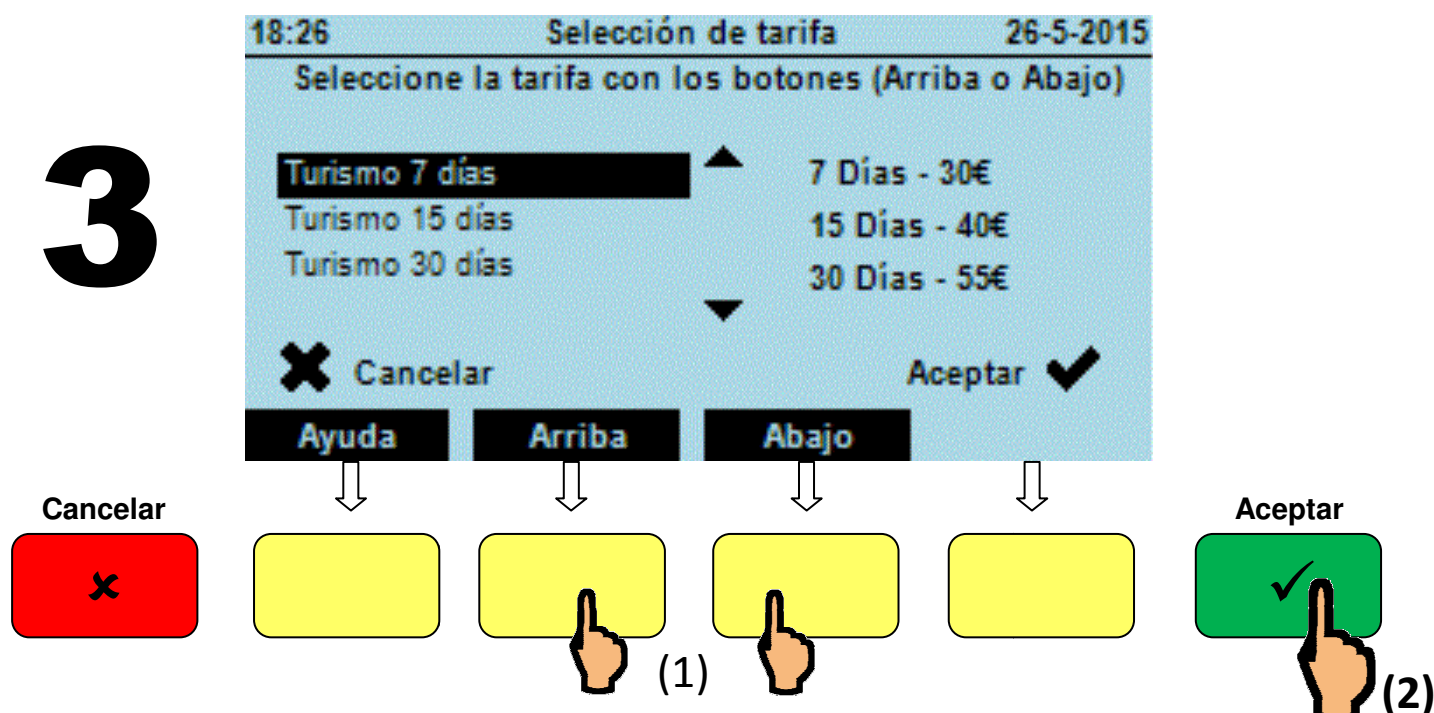 18:26 Selección de tarifa 26-5-2015
Seleccione la tarifa con los botones (Arriba o Abajo)
3
Turismo 7 días 7 Días - 30€
Turismo 15 días 15 Días - 40€
Turismo 30 días 30 Días - 55€
Cancelar Aceptar
Ayuda Arriba Abajo
Cancelar Aceptar
(1)
(2)